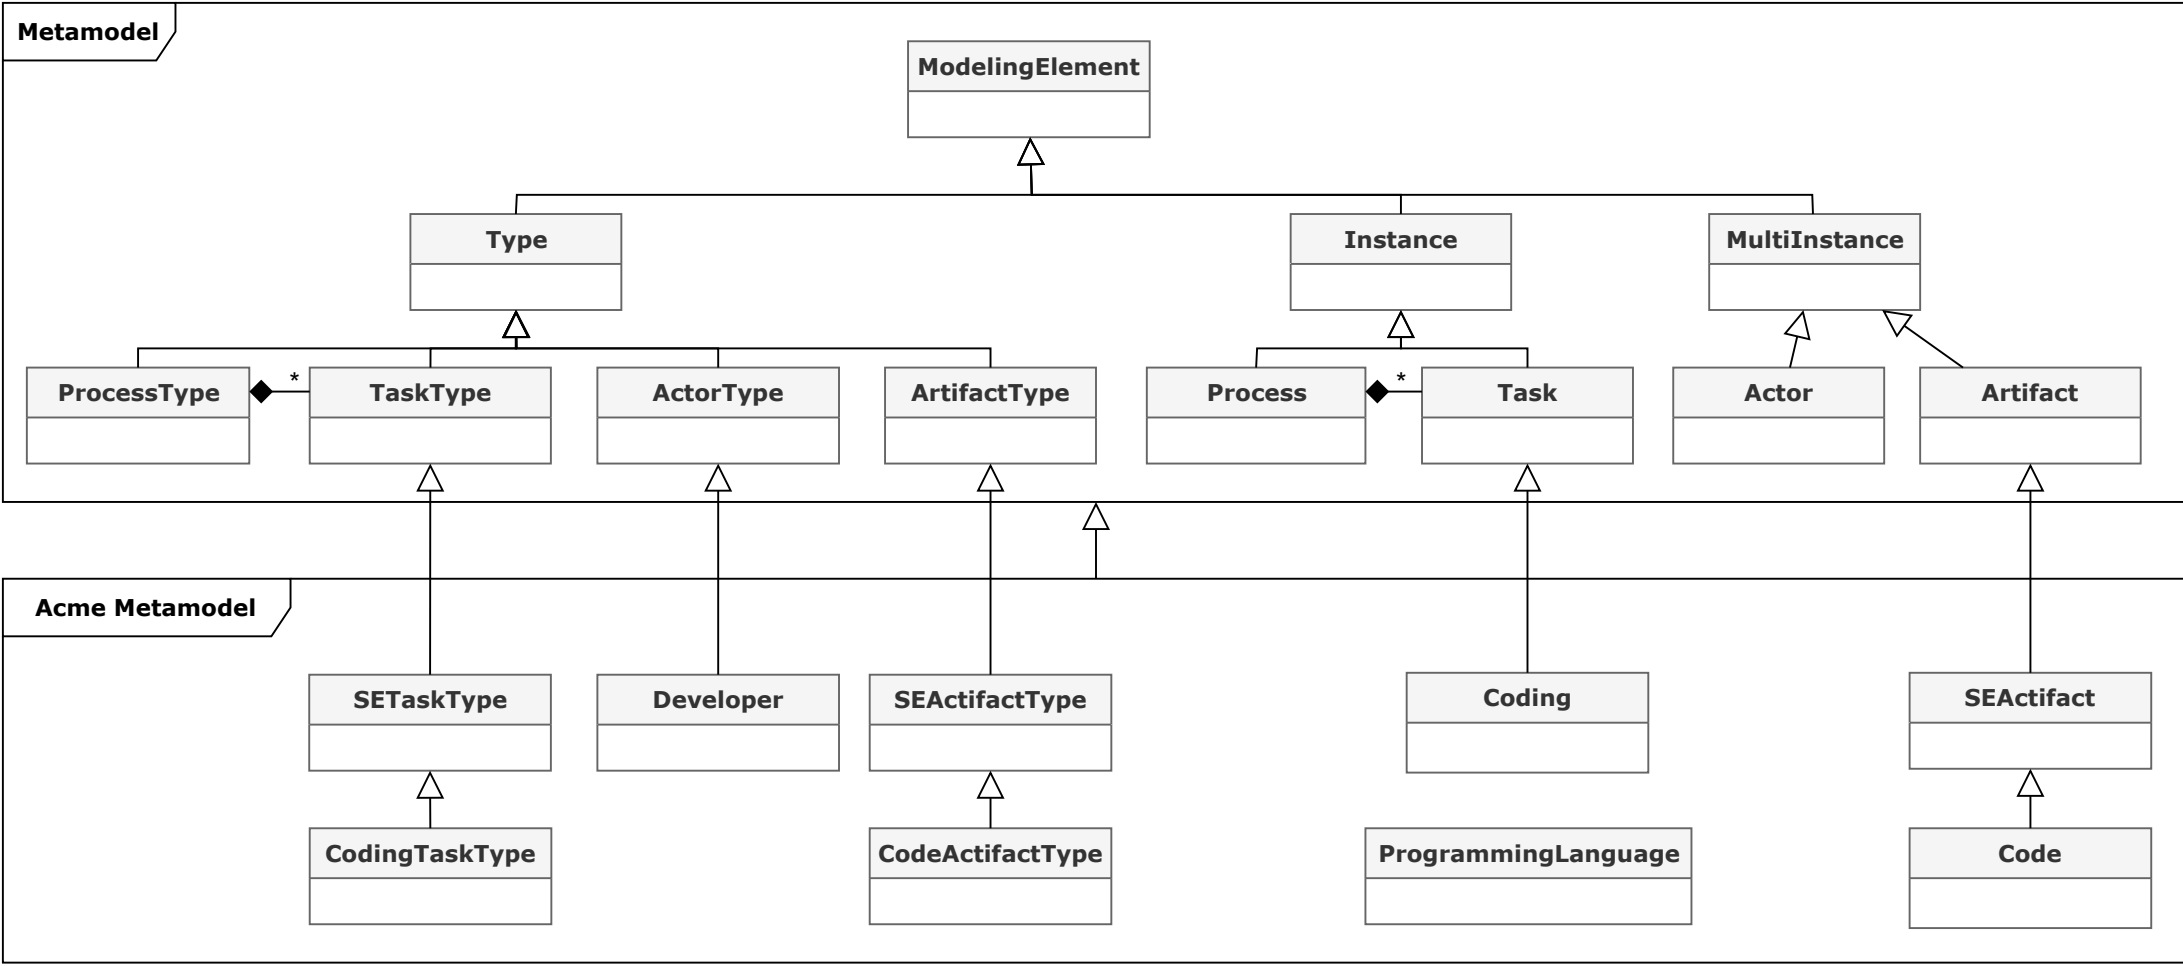 Metamodel
ModelingElement
Type
Instance
MultiInstance
ProcessType
*
TaskType
ActorType
ArtifactType
Process
*
Task
Actor
Artifact
Acme Metamodel
SETaskType
Developer
SEActifactType
Coding
SEActifact
CodingTaskType
CodeActifactType
ProgrammingLanguage
Code